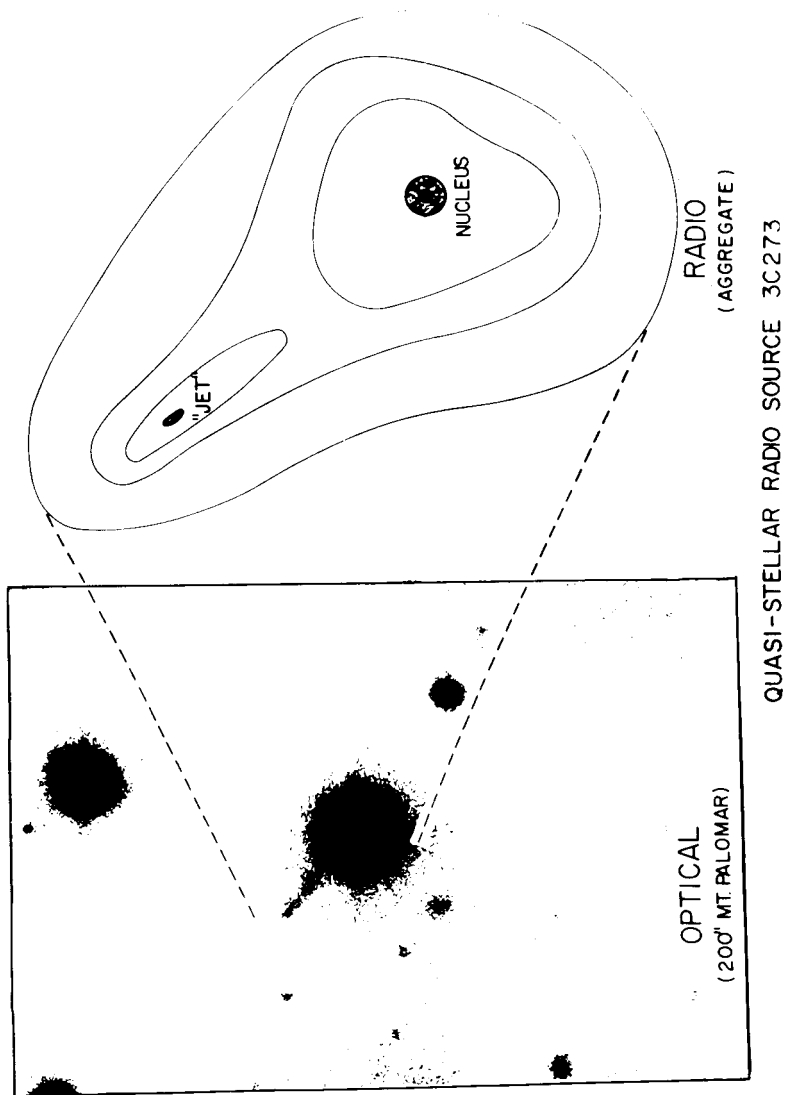 OPTICAL
(200" MT. PALOMAR)
"JET"
NUCLEUS
RADIO
(AGGREGATE)
QUASI-STELLAR RADIO SOURCE 3C273